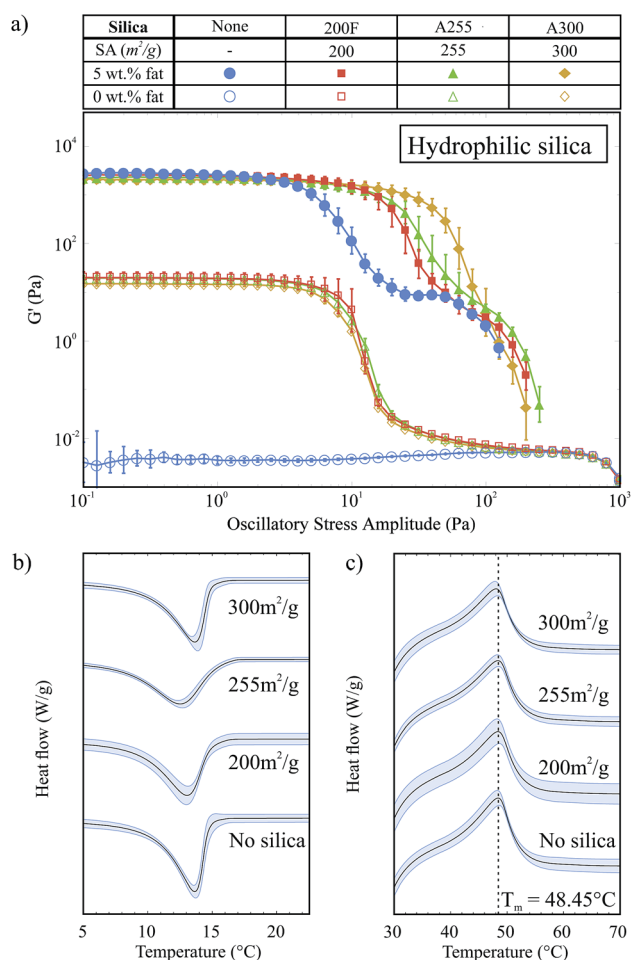 a)
Silica None 200F A255 A300
SA (m²/g) - 200 255 300
5 wt.% fat
0 wt.% fat
Hydrophilic silica
10⁴
10²
10⁰
10⁻²
G' (Pa)
10⁻¹ 10⁰ 10¹ 10² 10³
Oscillatory Stress Amplitude (Pa)
b)
300m²/g
255m²/g
200m²/g
No silica
Heat flow (W/g)
5 10 15 20
Temperature (°C)
c)
300m²/g
255m²/g
200m²/g
No silica
Tₘ = 48.45°C
Heat flow (W/g)
30 40 50 60 70
Temperature (°C)